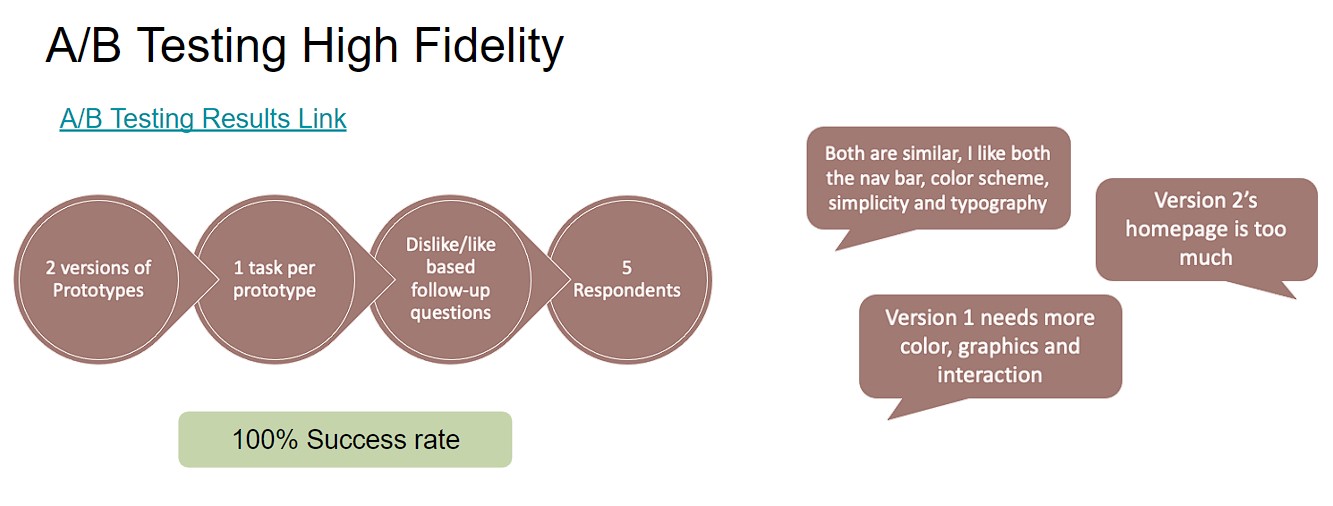 A/B Testing High Fidelity
A/B Testing Results Link
2 versions of
Prototypes
1 task per
prototype
Dislike/like
based
follow-up
questions
5
Respondents
100% Success rate
Both are similar, I like both
the nav bar, color scheme,
simplicity and typography
Version 2’s
homepage is too
much
Version 1 needs more
color, graphics and
interaction